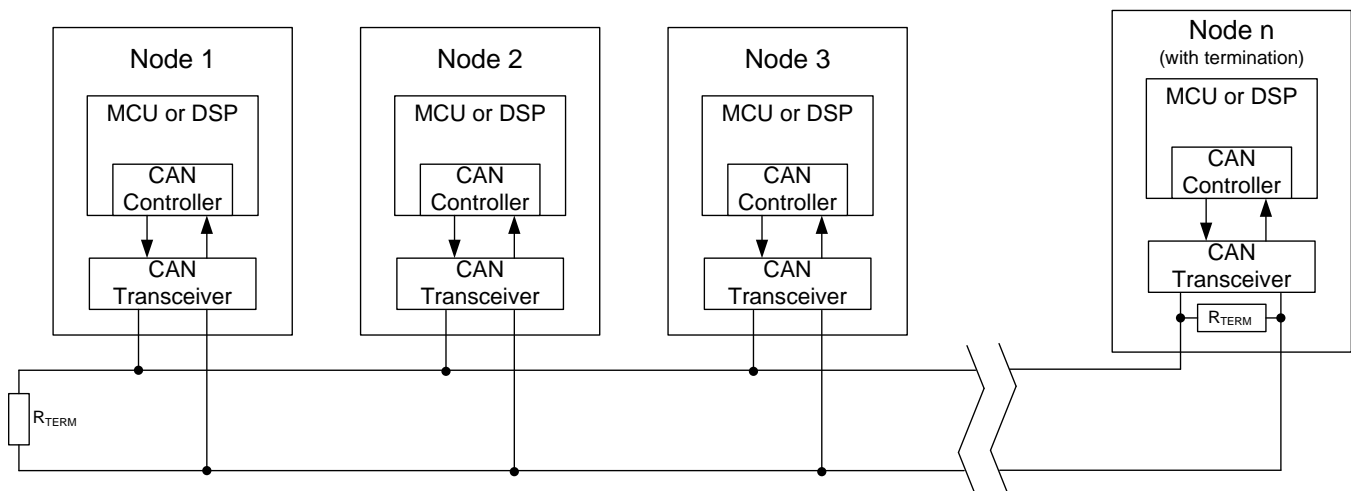 Node 1
MCU or DSP
CAN
Controller
CAN
Transceiver
Node 2
MCU or DSP
CAN
Controller
CAN
Transceiver
Node 3
MCU or DSP
CAN
Controller
CAN
Transceiver
Node n
(with termination)
MCU or DSP
CAN
Controller
CAN
Transceiver
RTERM
RTERM